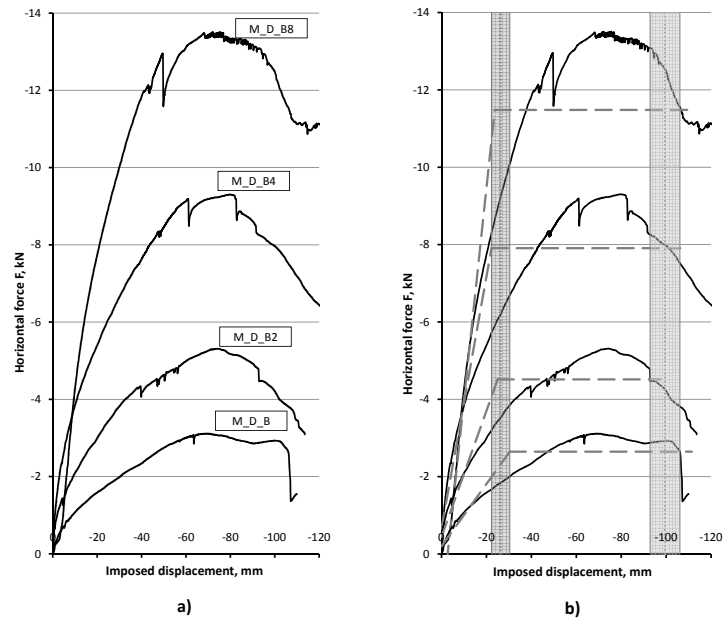 -14
-12
-10
-8
-6
-4
-2
0
Horizontal force F, kN
M_D_B8
M_D_B4
M_D_B2
M_D_B
0 -20 -40 -60 -80 -100 -120
Imposed displacement, mm
a)
-14
-12
-10
-8
-6
-4
-2
0
Horizontal force F, kN
0 -20 -40 -60 -80 -100 -120
Imposed displacement, mm
b)